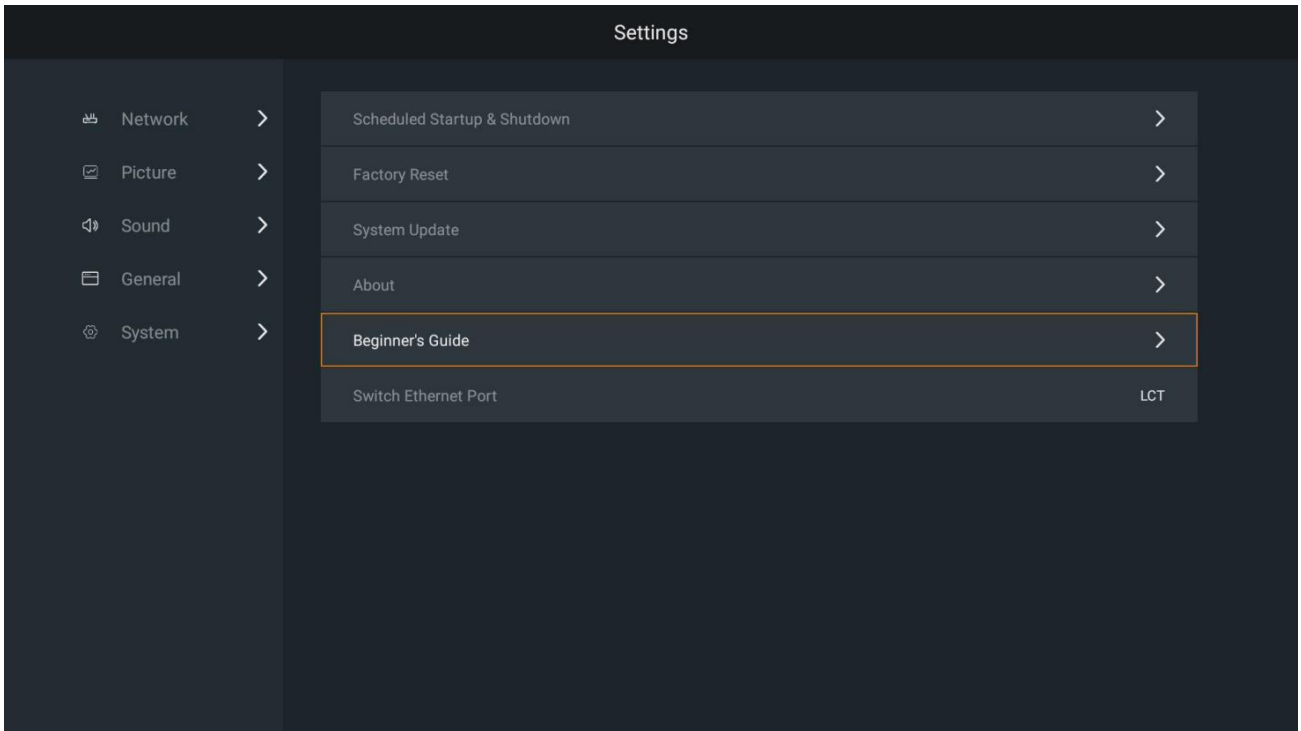 Settings
Network
Picture
Sound
General
System
Scheduled Startup & Shutdown
Factory Reset
System Update
About
Beginner's Guide
Switch Ethernet Port LCT